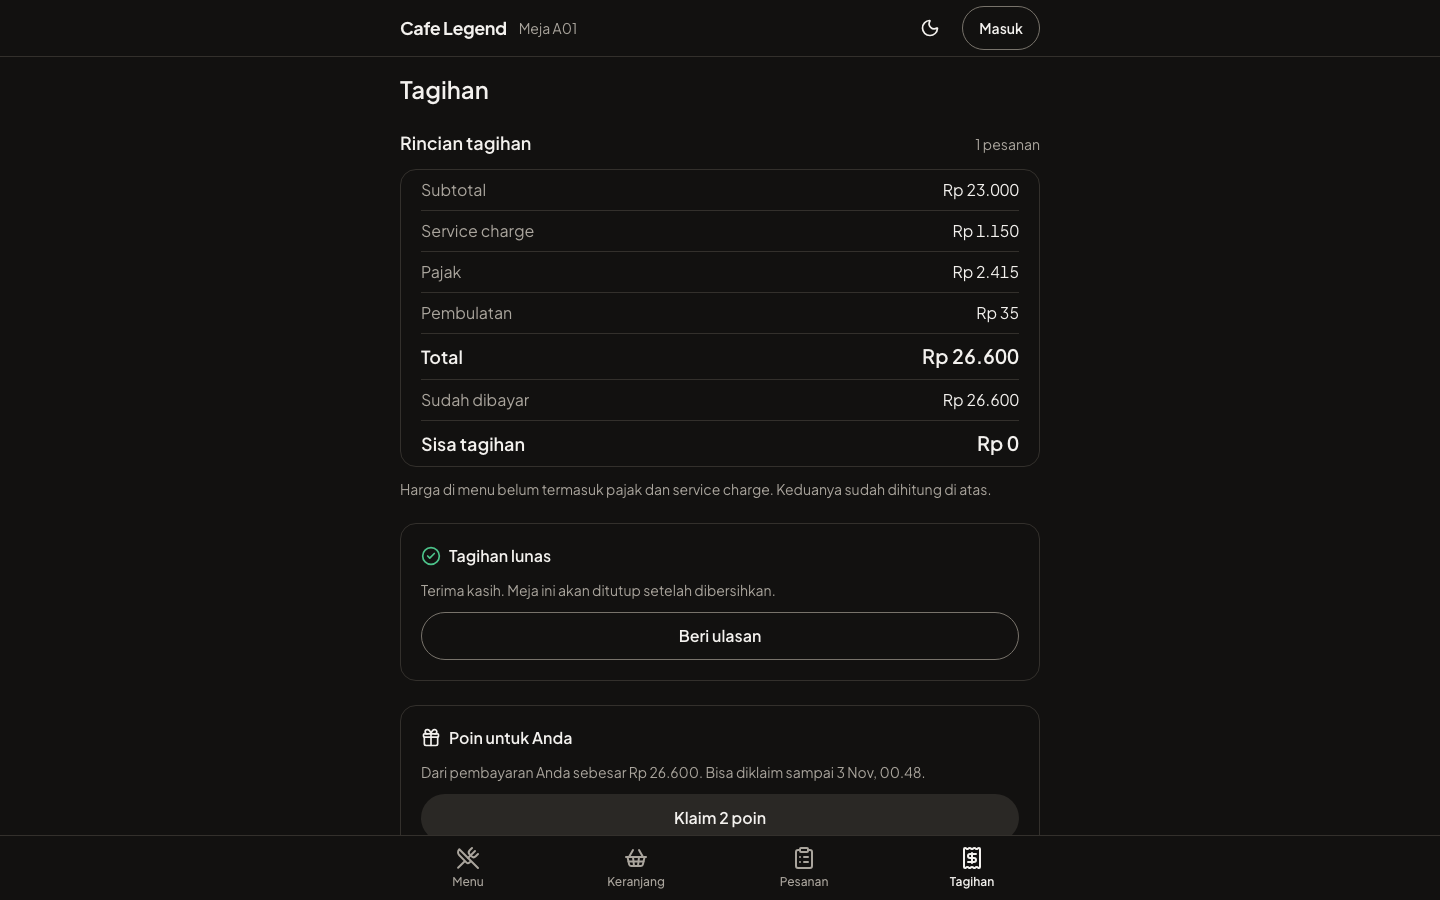 Cafe Legend Meja A01
Masuk
Tagihan
Rincian tagihan 1 pesanan
Subtotal Rp 23.000
Service charge Rp 1.150
Pajak Rp 2.415
Pembulatan Rp 35
Total Rp 26.600
Sudah dibayar Rp 26.600
Sisa tagihan Rp 0
Harga di menu belum termasuk pajak dan service charge. Keduanya sudah dihitung di atas.
Tagihan lunas
Terima kasih. Meja ini akan ditutup setelah dibersihkan.
Beri ulasan
Poin untuk Anda
Dari pembayaran Anda sebesar Rp 26.600. Bisa diklaim sampai 3 Nov, 00.48.
Klaim 2 poin
Menu Keranjang Pesanan Tagihan